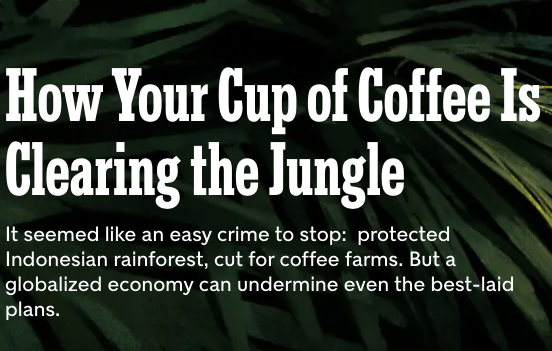 How Your Cup of Coffee Is
Clearing the Jungle
It seemed like an easy crime to stop:  protected
Indonesian rainforest, cut for coffee farms. But a
globalized economy can undermine even the best-laid
plans.